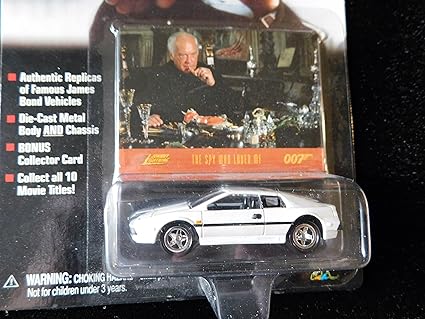 Authentic Replicas
of Famous James
Bond Vehicles
Die-Cast Metal
Body AND Chassis
BONUS
Collector Card
Collect all 10
Movie Titles!
JOHNNY
LIGHTNING
THE SPY WHO LOVED ME
007
WARNING: CHOKING HAZARD
Not for children under 3 years.